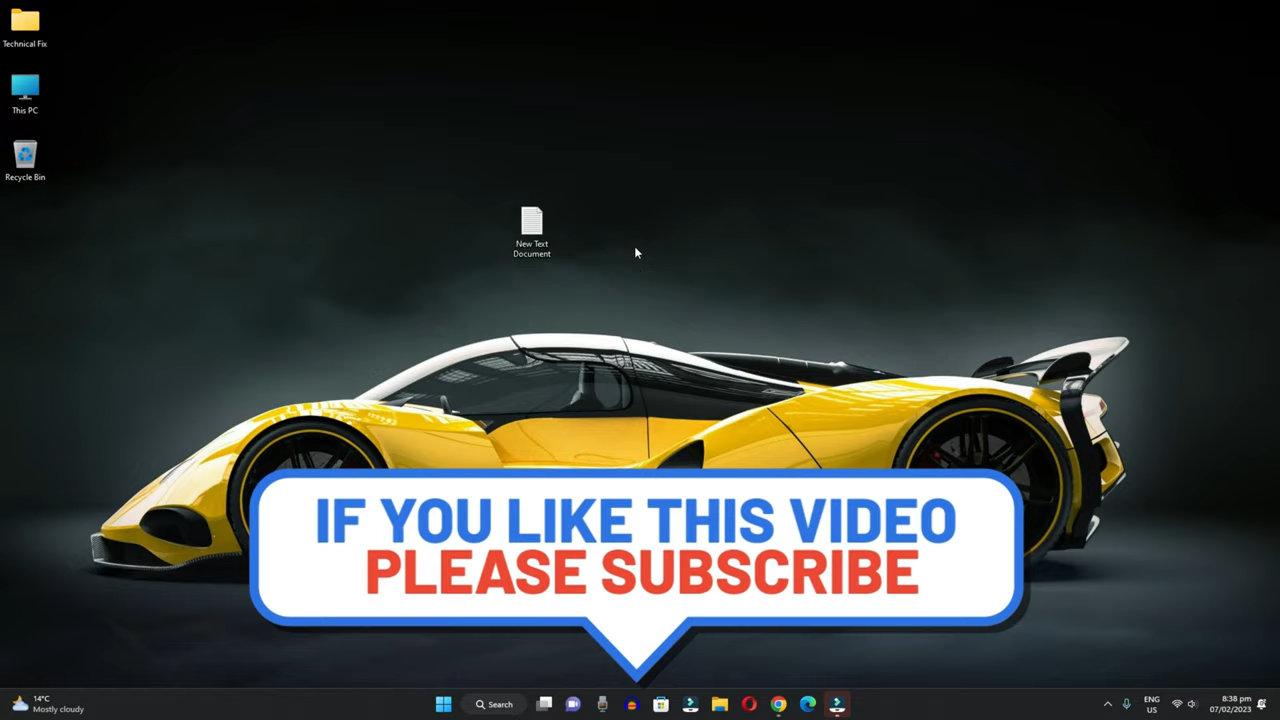 Technical Fix
This PC
Recycle Bin
New Text
Document
IF YOU LIKE THIS VIDEO
PLEASE SUBSCRIBE
14°C
Mostly cloudy
Search
ENG
US
8:38 pm
07/02/2023